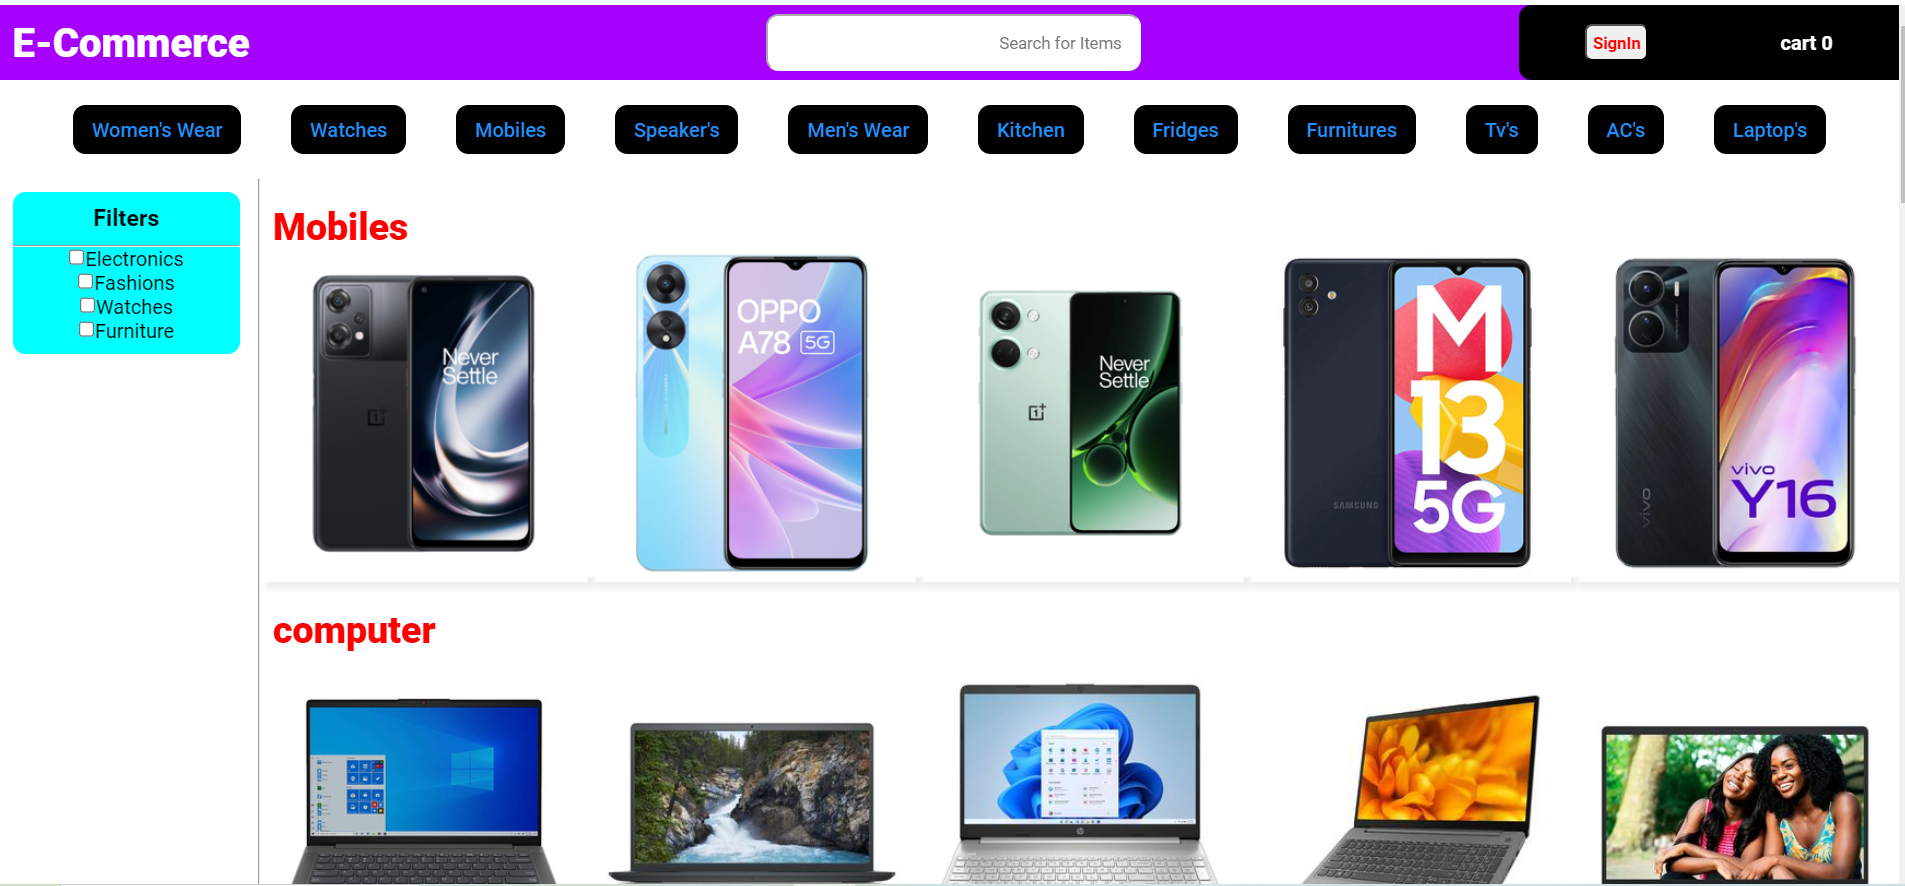 E-Commerce
Search for Items
SignIn
cart 0
Women's Wear
Watches
Mobiles
Speaker's
Men's Wear
Kitchen
Fridges
Furnitures
Tv's
AC's
Laptop's
Filters
Electronics
Fashions
Watches
Furniture
Mobiles
Never
Settle
OPPO
A78 5G
Never
Settle
SAMSUNG
M
13
5G
vivo
vivo
Y16
computer
hp